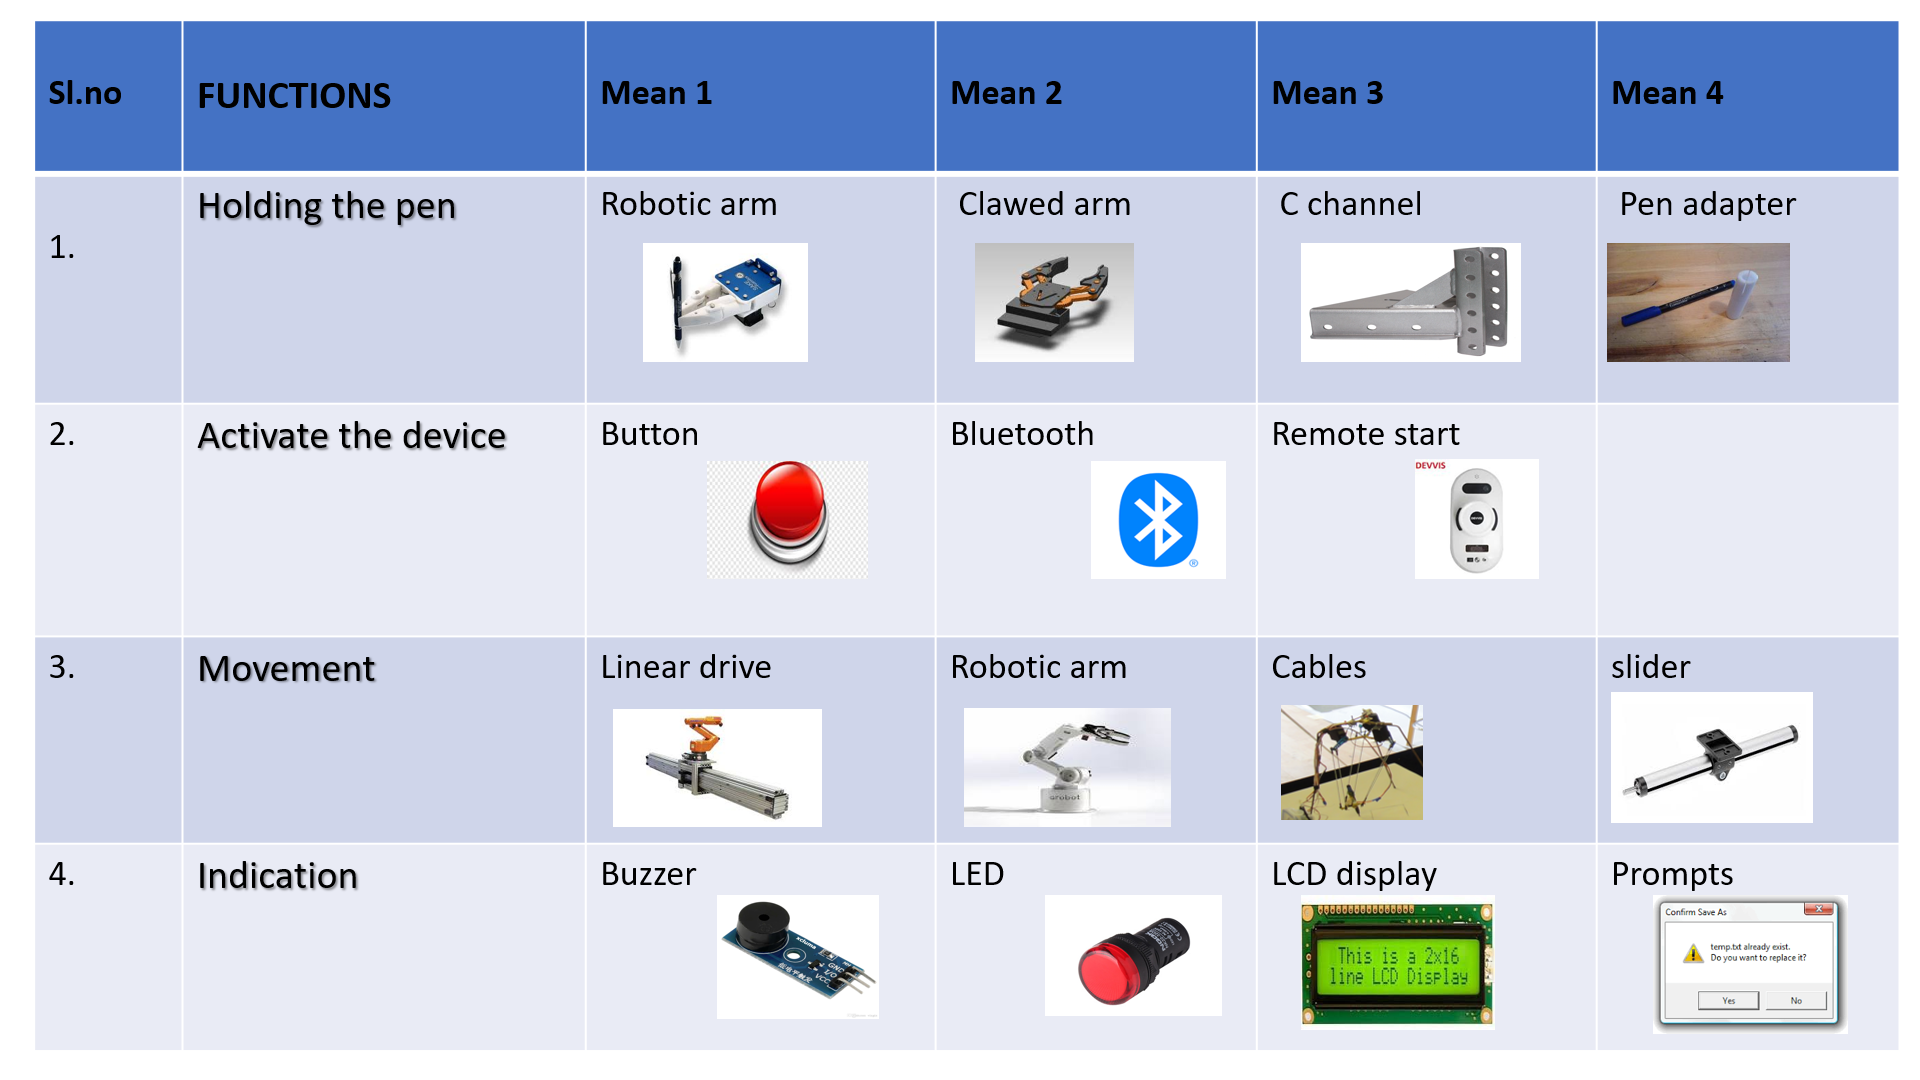 Sl.no FUNCTIONS Mean 1 Mean 2 Mean 3 Mean 4
1. Holding the pen Robotic arm Clawed arm C channel Pen adapter
2. Activate the device Button Bluetooth Remote start
DEVVIS
®
3. Movement Linear drive Robotic arm Cables slider
4. Indication Buzzer LED LCD display Prompts
GND
I/O
VCC
This is a 2x16
line LCD Display
Confirm Save As
temp.txt already exist.
Do you want to replace it?
Yes No